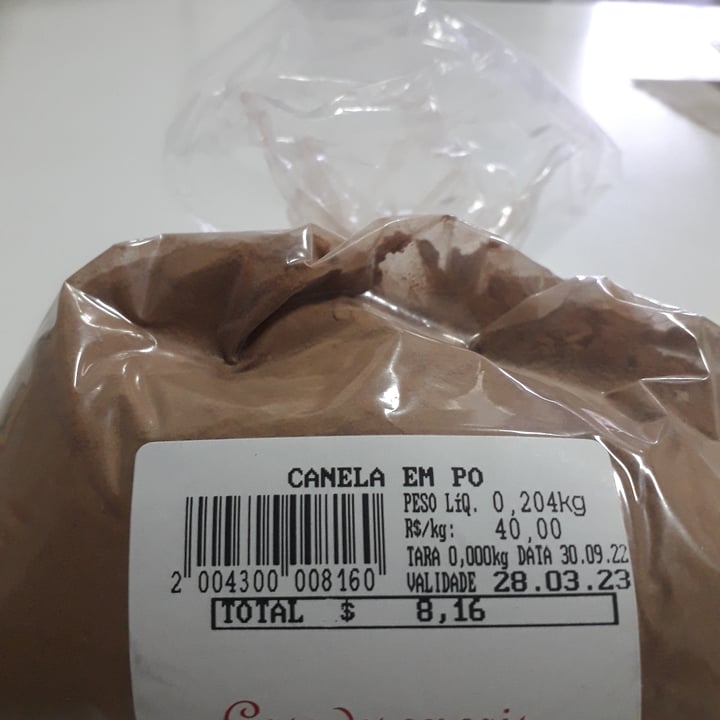 CANELA EM PO
PESO LíQ. 0,204kg
R$/kg: 40,00
TARA 0,000kg DATA 30.09.22
2 004300 008160 VALIDADE 28.03.23
TOTAL $ 8,16